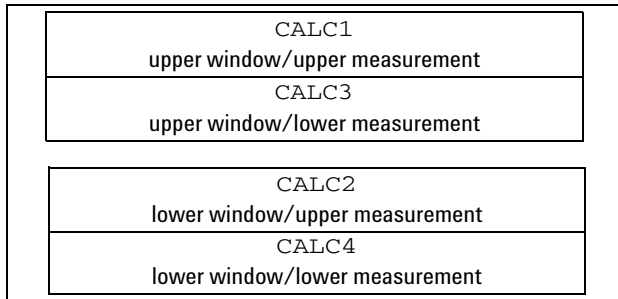 CALC1
upper window/upper measurement
CALC3
upper window/lower measurement
CALC2
lower window/upper measurement
CALC4
lower window/lower measurement